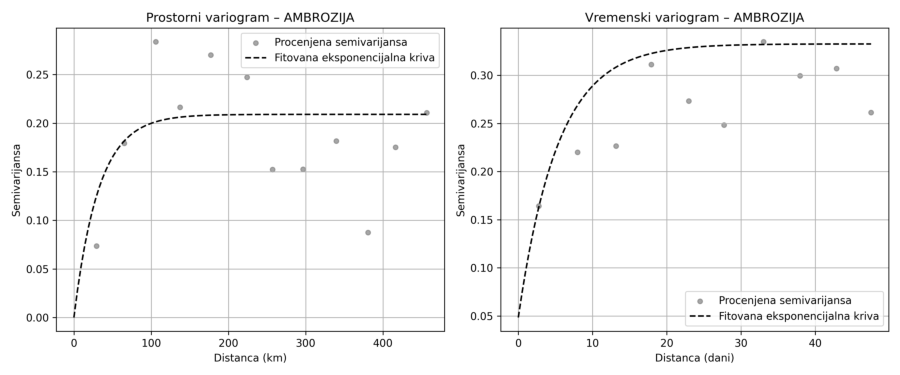 Prostorni variogram – AMBROZIJA
Procenjena semivarijansa
Fitovana eksponencijalna kriva
Semivarijansa
0.25
0.20
0.15
0.10
0.05
0.00
0
100
200
300
400
Distanca (km)
Vremenski variogram – AMBROZIJA
Semivarijansa
0.30
0.25
0.20
0.15
0.10
0.05
Procenjena semivarijansa
Fitovana eksponencijalna kriva
0
10
20
30
40
Distanca (dani)